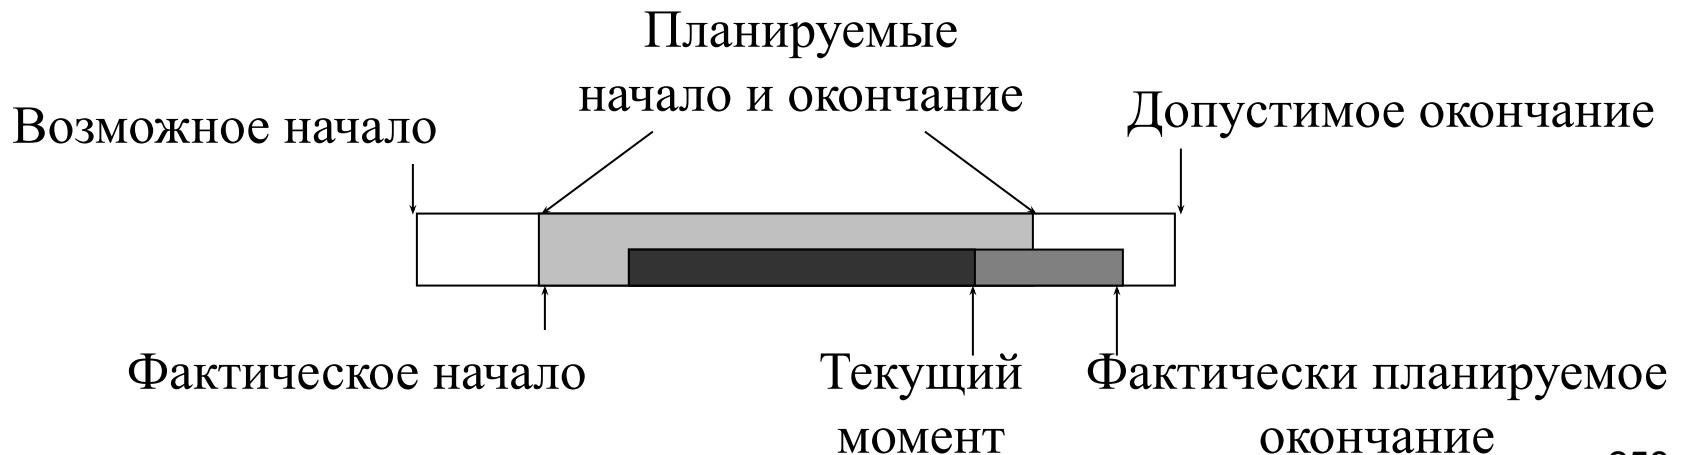 Планируемые
начало и окончание
Возможное начало
Допустимое окончание
Фактическое начало
Текущий
момент
Фактически планируемое
окончание